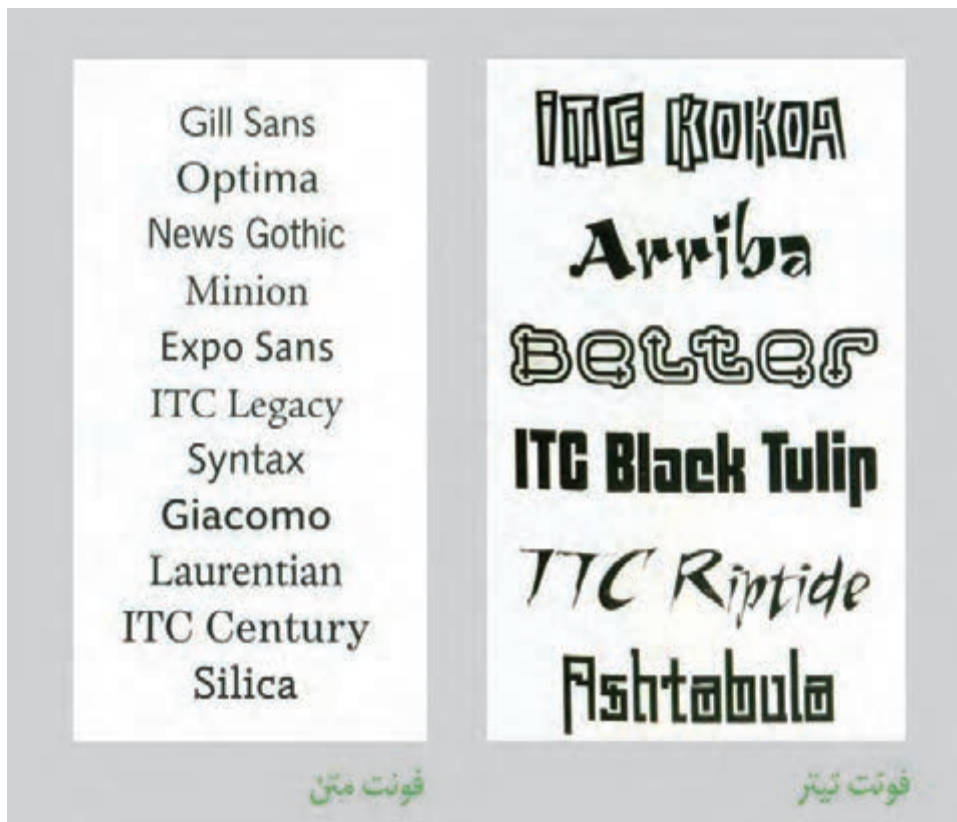 Gill Sans
Optima
News Gothic
Minion
Expo Sans
ITC Legacy
Syntax
Giacomo
Laurentian
ITC Century
Silica
فونت متن
ITC KOKOA
Arriba
Better
ITC Black Tulip
ITC Riptide
Ashtabula
فونت تیتر